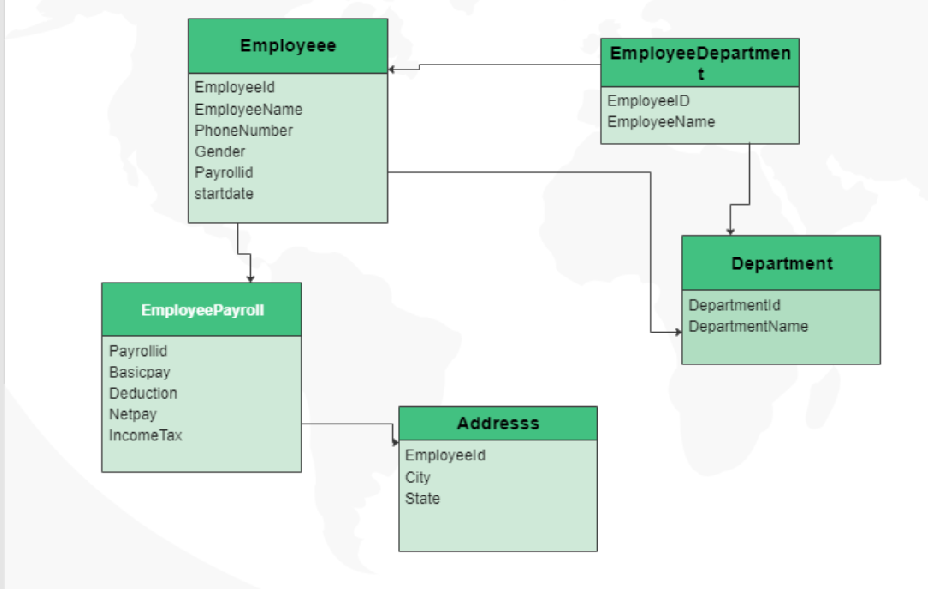 Employeee
EmployeeId
EmployeeName
PhoneNumber
Gender
Payrollid
startdate
EmployeeDepartmen
t
EmployeeID
EmployeeName
Department
DepartmentId
DepartmentName
EmployeePayroll
Payrollid
Basicpay
Deduction
Netpay
IncomeTax
Addresss
EmployeeId
City
State